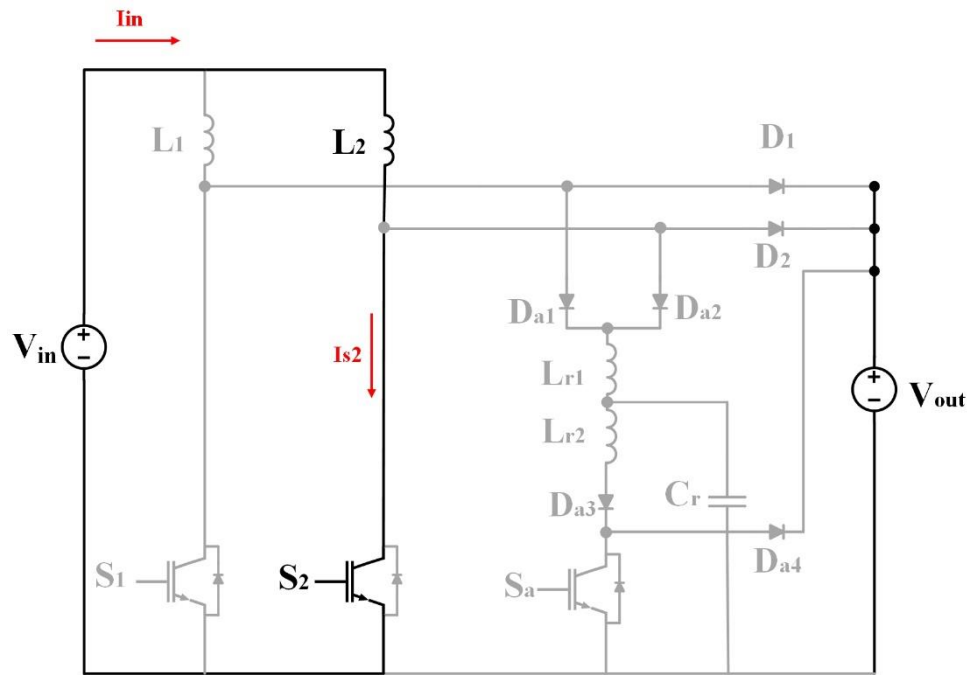 Iin
L1
L2
D1
D2
Da1
Da2
Vin
Is2
Lr1
Vout
Lr2
Da3
Cr
Da4
S1
S2
Sa